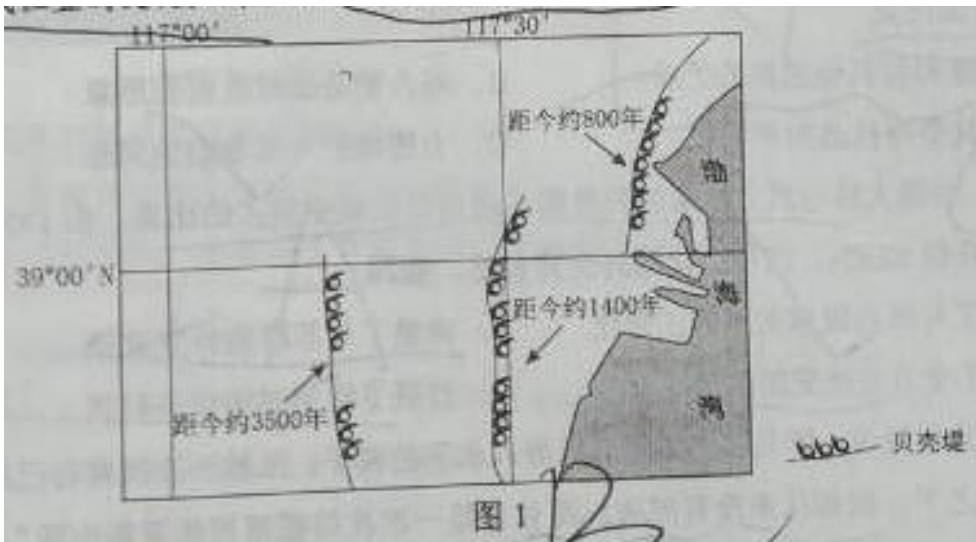 117°00′
117°30′
距今约800年
39°00′N
距今约1400年
距今约3500年
渤
海
湾
贝壳堤
图1